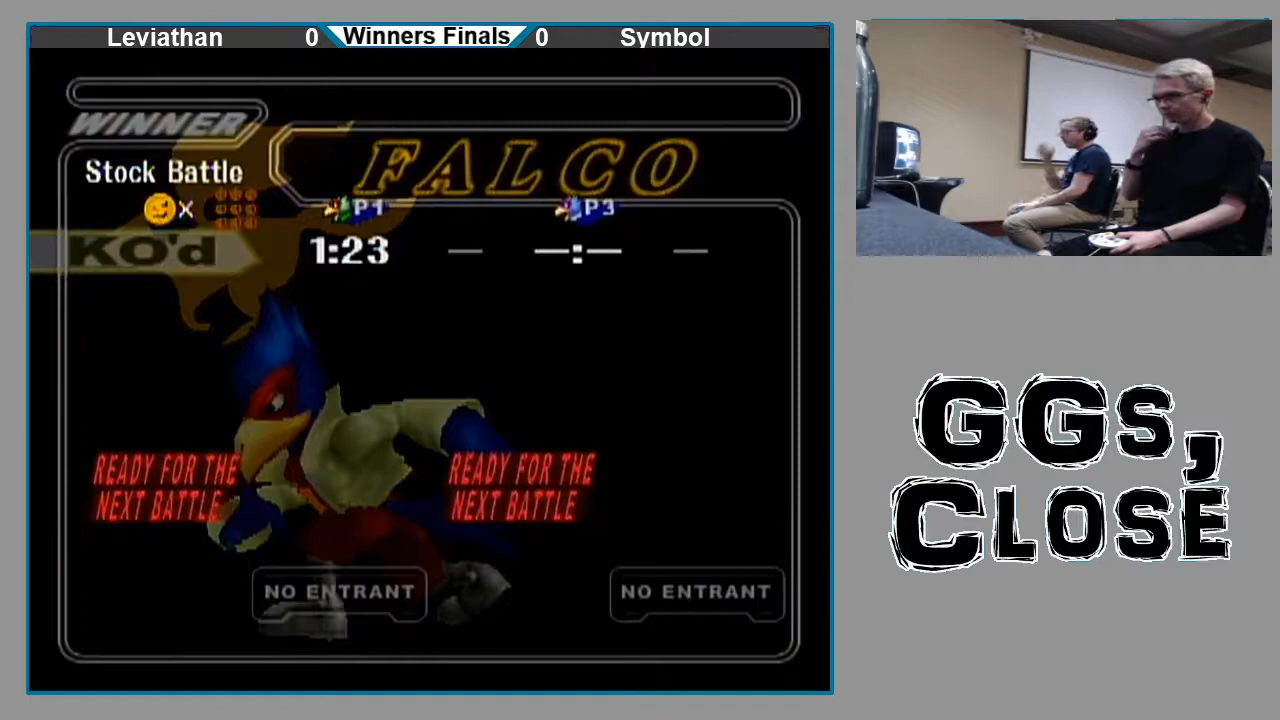 Leviathan 0 Winners Finals 0 Symbol
WINNER
FALCO
Stock Battle
P1 P3
KO'd 1:23 — —:— —
READY FOR THE READY FOR THE
NEXT BATTLE NEXT BATTLE
NO ENTRANT NO ENTRANT
GGs,
Close